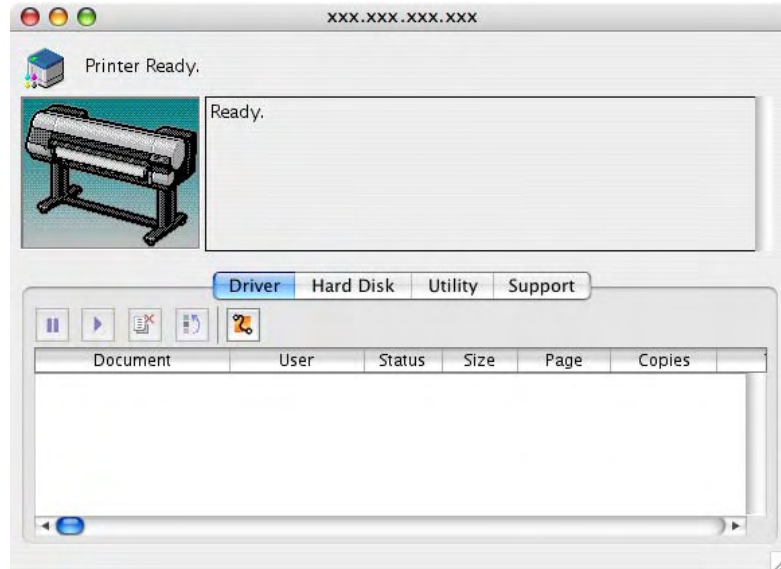 xxx.xxx.xxx.xxx
Printer Ready.
Ready.
Driver Hard Disk Utility Support
Document User Status Size Page Copies